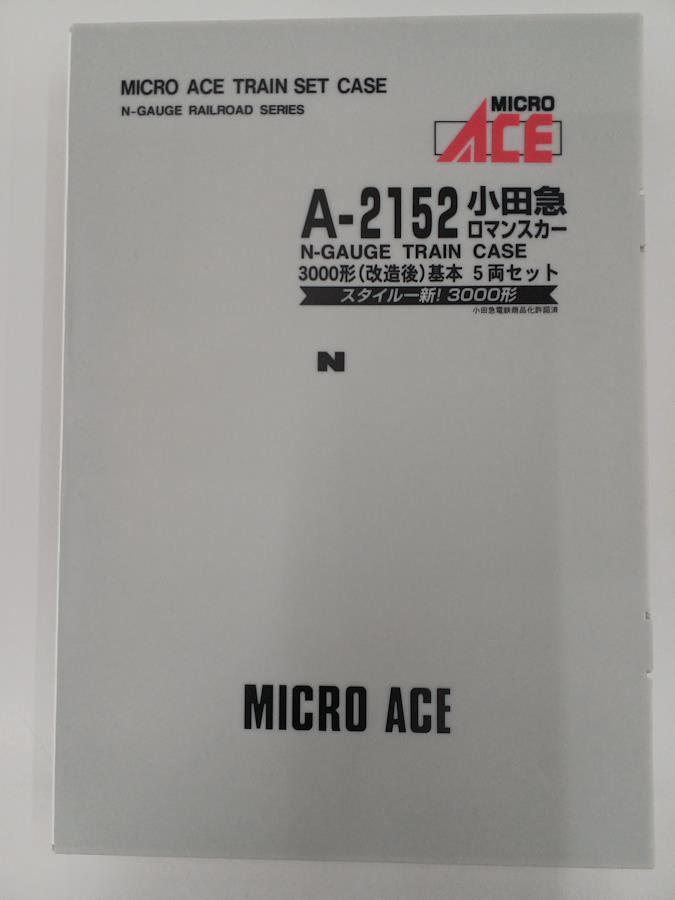 MICRO ACE TRAIN SET CASE
N-GAUGE RAILROAD SERIES
MICRO
ACE
A-2152 小田急
ロマンスカー
N-GAUGE TRAIN CASE
3000形(改造後)基本 5両セット
スタイル一新! 3000形
小田急電鉄商品化許諾済
N
MICRO ACE